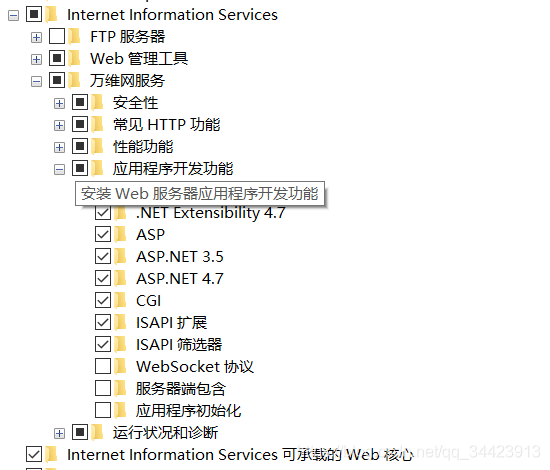 Internet Information Services
FTP 服务器
Web 管理工具
万维网服务
安全性
常见 HTTP 功能
性能功能
应用程序开发功能
安装 Web 服务器应用程序开发功能
.NET Extensibility 4.7
ASP
ASP.NET 3.5
ASP.NET 4.7
CGI
ISAPI 扩展
ISAPI 筛选器
WebSocket 协议
服务器端包含
应用程序初始化
运行状况和诊断
Internet Information Services 可承载的 Web 核心
net/qq_34423913